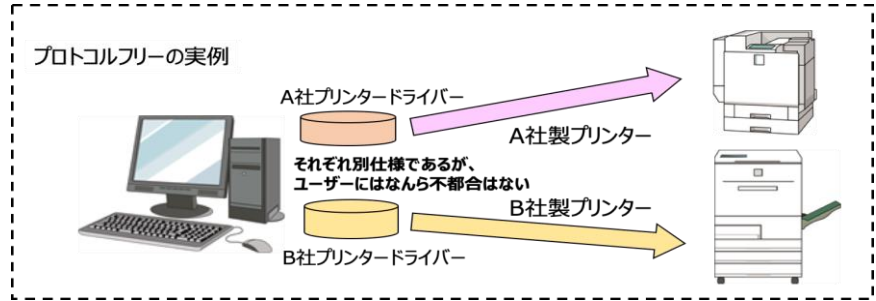 プロトコルフリーの実例
A社プリンタードライバー
A社製プリンター
それぞれ別仕様であるが、
ユーザーにはなんら不都合はない
B社製プリンター
B社プリンタードライバー